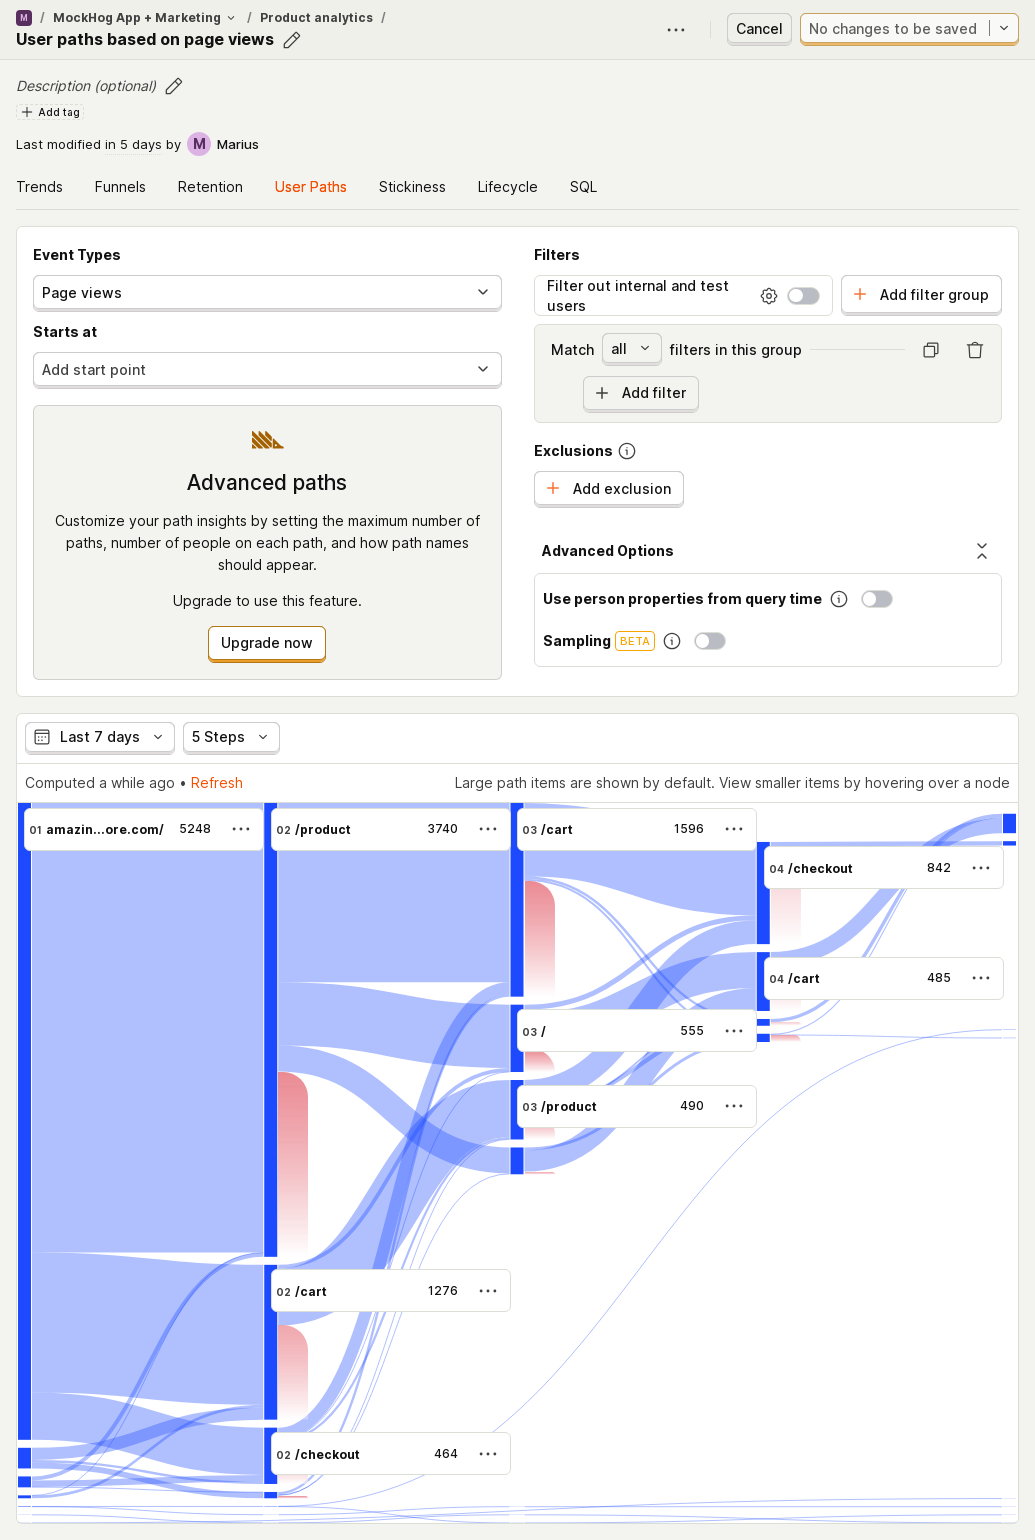 M / MockHog App + Marketing / Product analytics /
User paths based on page views
Cancel
No changes to be saved
Description (optional)
Add tag
Last modified in 5 days by M Marius
Trends Funnels Retention User Paths Stickiness Lifecycle SQL
Event Types
Page views
Starts at
Add start point
Advanced paths
Customize your path insights by setting the maximum number of
paths, number of people on each path, and how path names
should appear.
Upgrade to use this feature.
Upgrade now
Filters
Filter out internal and test
users
Add filter group
Match all filters in this group
Add filter
Exclusions
Add exclusion
Advanced Options
Use person properties from query time
Sampling BETA
Last 7 days
5 Steps
Computed a while ago • Refresh
Large path items are shown by default. View smaller items by hovering over a node
01 amazin...ore.com/ 5248
02 /product 3740
03 /cart 1596
04 /checkout 842
04 /cart 485
03 / 555
03 /product 490
02 /cart 1276
02 /checkout 464